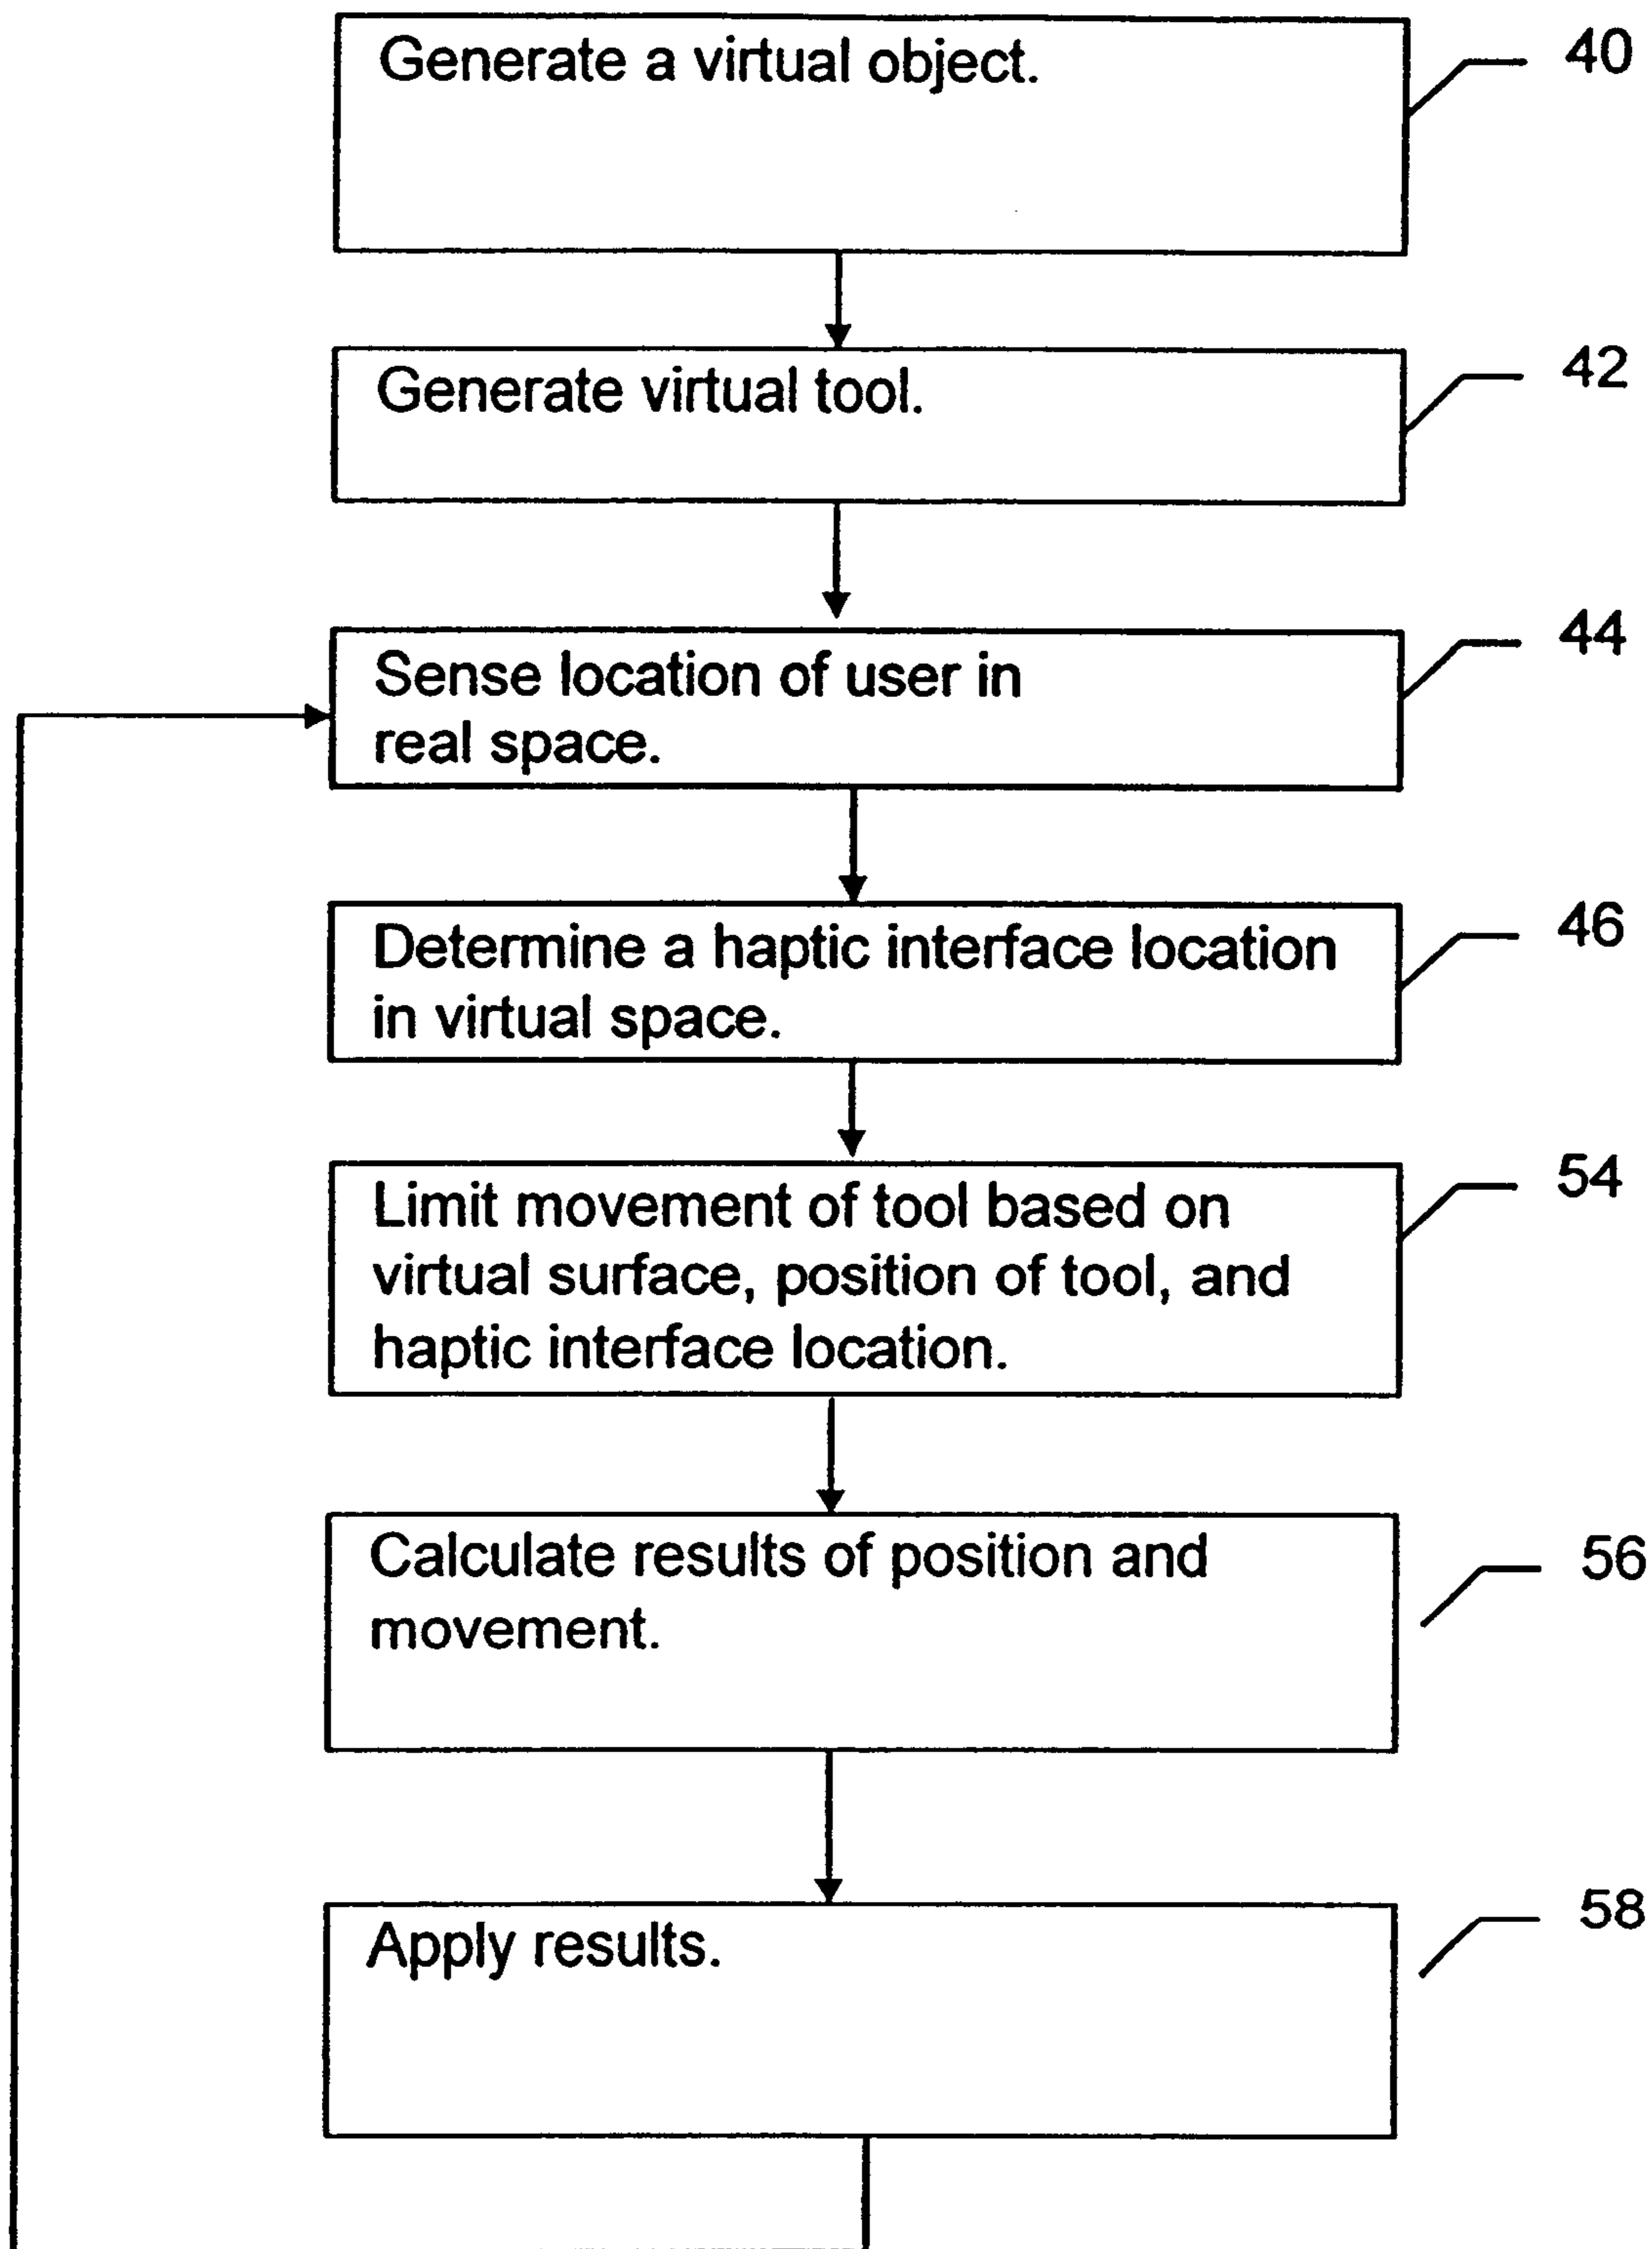 Generate a virtual object.
40
Generate virtual tool.
42
Sense location of user in
real space.
44
Determine a haptic interface location
in virtual space.
46
Limit movement of tool based on
virtual surface, position of tool, and
haptic interface location.
54
Calculate results of position and
movement.
56
Apply results.
58